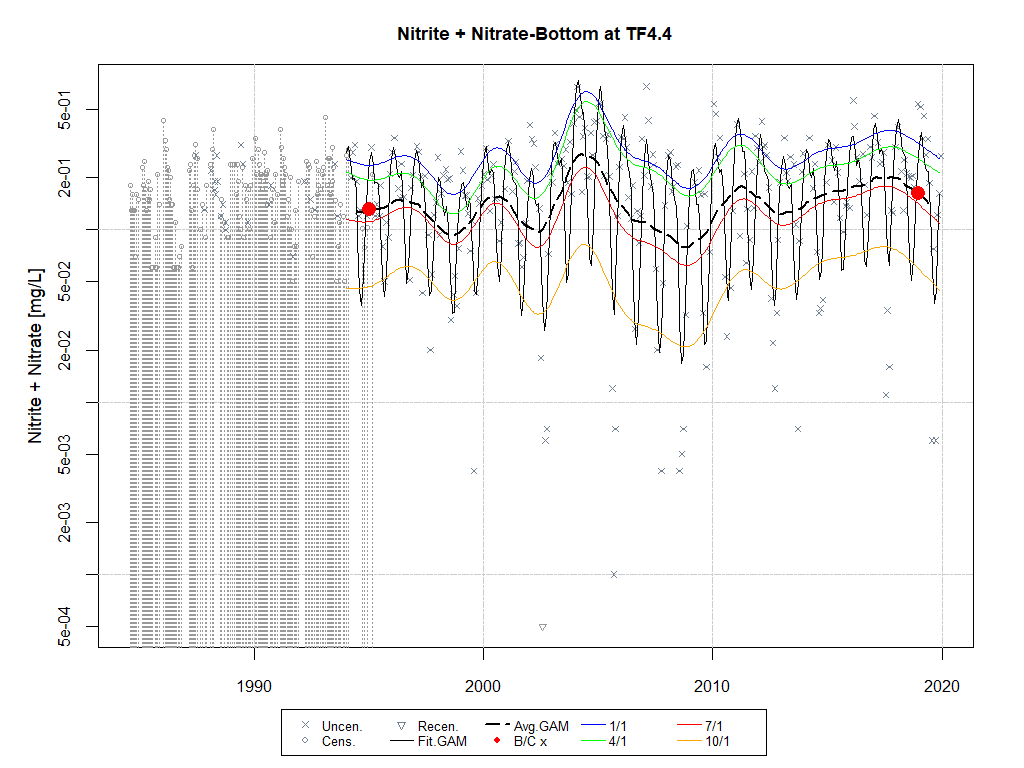 Nitrite + Nitrate-Bottom at TF4.4
Nitrite + Nitrate [mg/L]
5e-01
2e-01
5e-02
2e-02
5e-03
2e-03
5e-04
1990 2000 2010 2020
Uncen. Recen. Avg.GAM 1/1 7/1
Cens. Fit.GAM B/C x 4/1 10/1